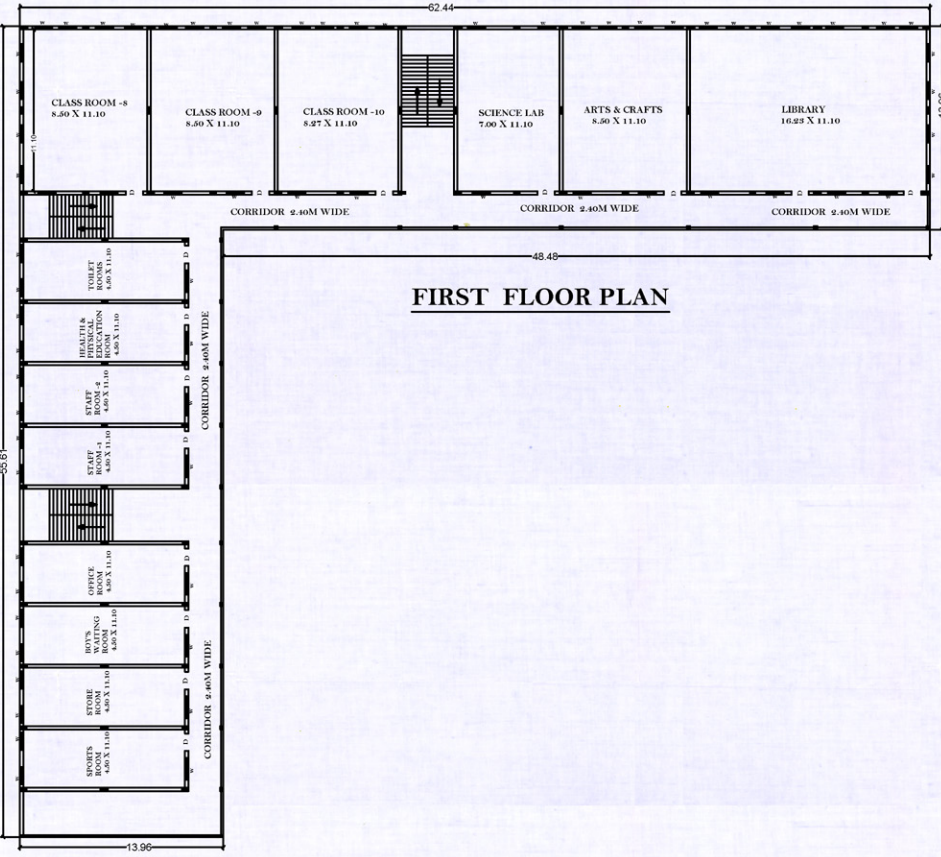 62.44
CLASS ROOM -8
8.50 X 11.10
CLASS ROOM -9
8.50 X 11.10
CLASS ROOM -10
8.27 X 11.10
SCIENCE LAB
7.00 X 11.10
ARTS & CRAFTS
8.50 X 11.10
LIBRARY
16.23 X 11.10
11.10
CORRIDOR 2.40M WIDE
CORRIDOR 2.40M WIDE
CORRIDOR 2.40M WIDE
48.48
FIRST FLOOR PLAN
TOILET
ROOMS
4.50 X 11.10
HEALTH &
PHYSICAL
EDUCATION
ROOM
4.50 X 11.10
STAFF
ROOM -2
4.50 X 11.10
STAFF
ROOM -1
4.50 X 11.10
CORRIDOR 2.40M WIDE
OFFICE
ROOM
4.50 X 11.10
BOY'S
WAITING
ROOM
4.50 X 11.10
STORE
ROOM
4.50 X 11.10
SPORTS
ROOM
4.50 X 11.10
CORRIDOR 2.40M WIDE
13.96